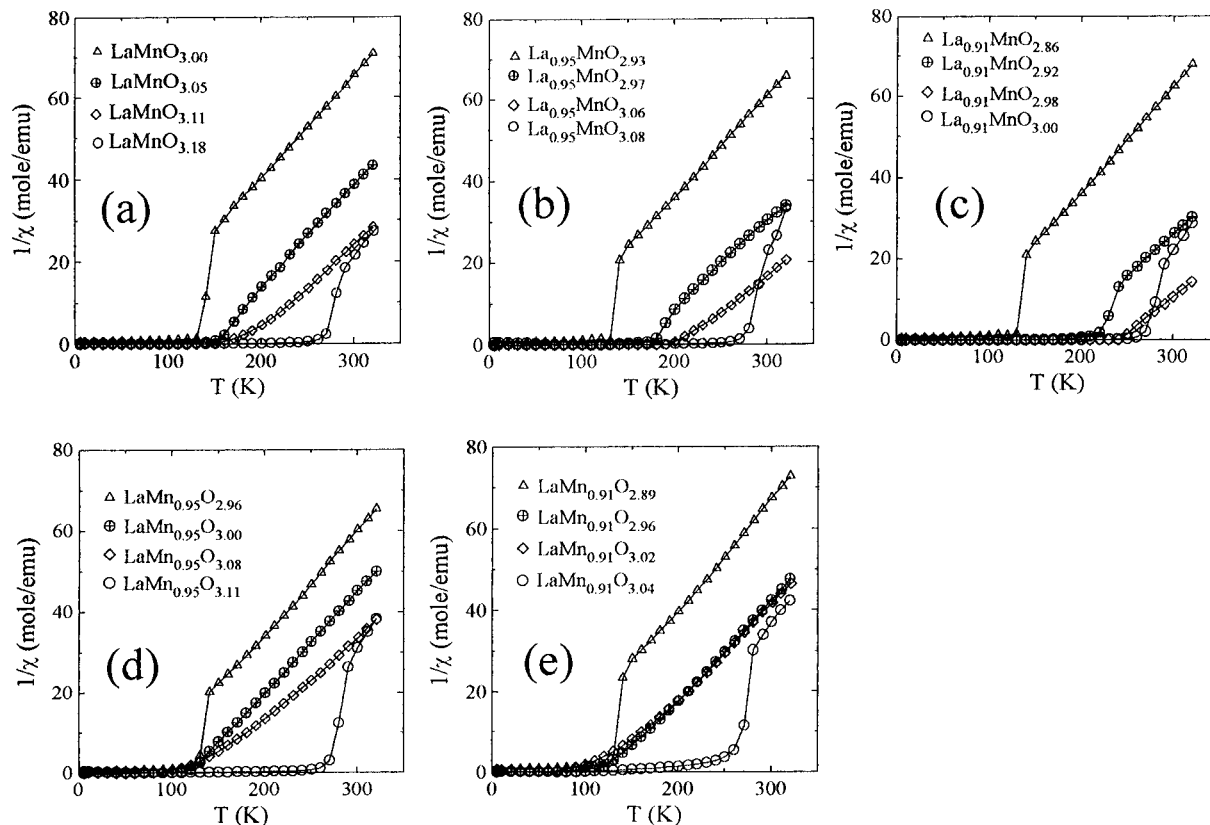 80
60
40
20
0
1/χ (mole/emu)
LaMnO3.00
LaMnO3.05
LaMnO3.11
LaMnO3.18
(a)
0 100 200 300
T (K)
80
60
40
20
0
1/χ (mole/emu)
La0.95MnO2.93
La0.95MnO2.97
La0.95MnO3.06
La0.95MnO3.08
(b)
0 100 200 300
T (K)
80
60
40
20
0
1/χ (mole/emu)
La0.91MnO2.86
La0.91MnO2.92
La0.91MnO2.98
La0.91MnO3.00
(c)
0 100 200 300
T (K)
80
60
40
20
0
1/χ (mole/emu)
LaMn0.95O2.96
LaMn0.95O3.00
LaMn0.95O3.08
LaMn0.95O3.11
(d)
0 100 200 300
T (K)
80
60
40
20
0
1/χ (mole/emu)
LaMn0.91O2.89
LaMn0.91O2.96
LaMn0.91O3.02
LaMn0.91O3.04
(e)
0 100 200 300
T (K)